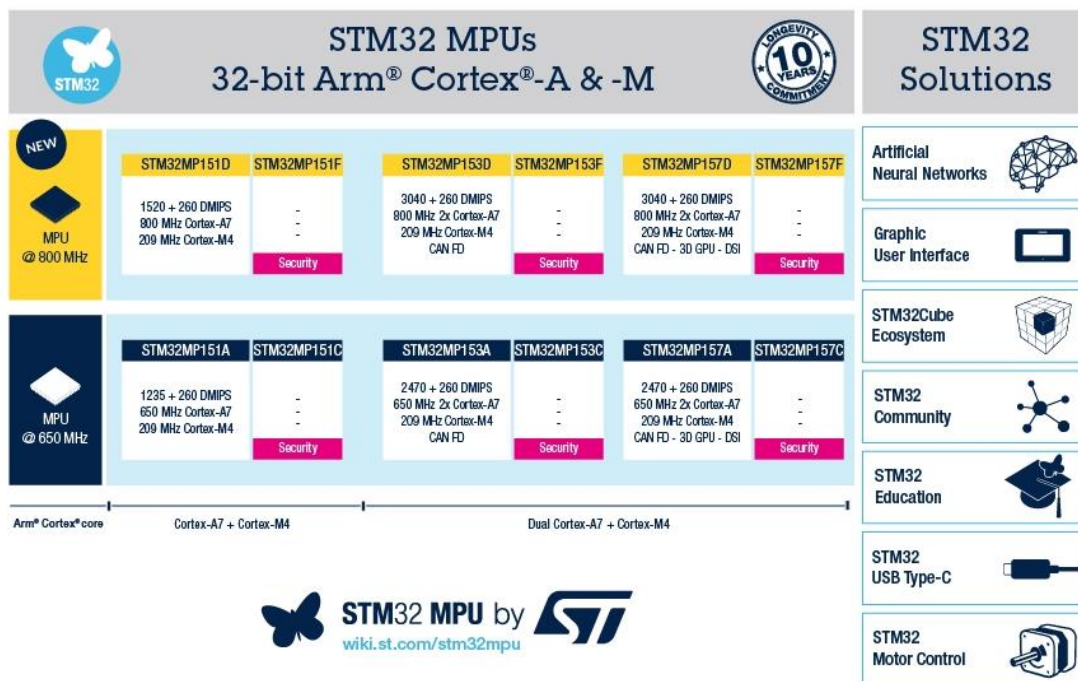 STM32
STM32 MPUs
32-bit Arm® Cortex®-A & -M
LONGEVITY
10
YEARS
COMMITMENT
STM32
Solutions
NEW
MPU
@ 800 MHz
STM32MP151D
1520 + 260 DMIPS
800 MHz Cortex-A7
209 MHz Cortex-M4
STM32MP151F
-
-
-
Security
STM32MP153D
3040 + 260 DMIPS
800 MHz 2x Cortex-A7
209 MHz Cortex-M4
CAN FD
STM32MP153F
-
-
-
Security
STM32MP157D
3040 + 260 DMIPS
800 MHz 2x Cortex-A7
209 MHz Cortex-M4
CAN FD - 3D GPU - DSI
STM32MP157F
-
-
-
Security
MPU
@ 650 MHz
STM32MP151A
1235 + 260 DMIPS
650 MHz Cortex-A7
209 MHz Cortex-M4
STM32MP151C
-
-
-
Security
STM32MP153A
2470 + 260 DMIPS
650 MHz 2x Cortex-A7
209 MHz Cortex-M4
CAN FD
STM32MP153C
-
-
-
Security
STM32MP157A
2470 + 260 DMIPS
650 MHz 2x Cortex-A7
209 MHz Cortex-M4
CAN FD - 3D GPU - DSI
STM32MP157C
-
-
-
Security
Arm® Cortex® core
Cortex-A7 + Cortex-M4
Dual Cortex-A7 + Cortex-M4
STM32 MPU by ST
wiki.st.com/stm32mpu
Artificial
Neural Networks
Graphic
User Interface
STM32Cube
Ecosystem
STM32
Community
STM32
Education
STM32
USB Type-C
STM32
Motor Control